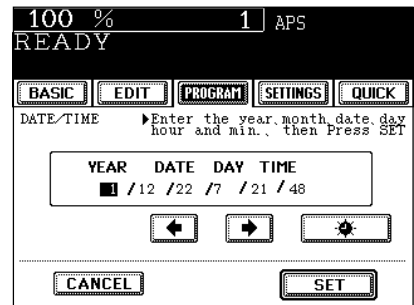 100 % 1 APS
READY
BASIC EDIT PROGRAM SETTINGS QUICK
DATE/TIME ▶Enter the year、month、date、day
hour and min.、 then Press SET
YEAR DATE DAY TIME
1 /12 /22 /7 /21 /48
CANCEL SET